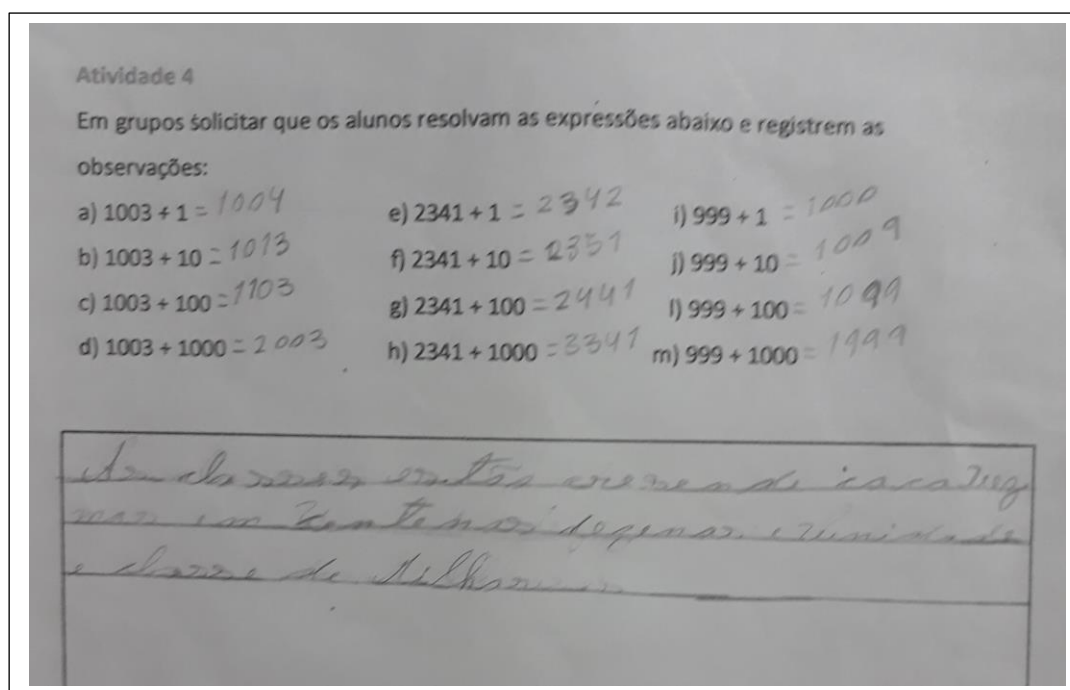 Atividade 4
Em grupos solicitar que os alunos resolvam as expressões abaixo e registrem as
observações:
a) 1003 + 1 = 1004 e) 2341 + 1 = 2342 i) 999 + 1 = 1000
b) 1003 + 10 = 1013 f) 2341 + 10 = 2351 j) 999 + 10 = 1009
c) 1003 + 100 = 1103 g) 2341 + 100 = 2441 l) 999 + 100 = 1099
d) 1003 + 1000 = 2003 h) 2341 + 1000 = 3341 m) 999 + 1000 = 1999
As classes estão
mas em dezenas e unidade
e classe de